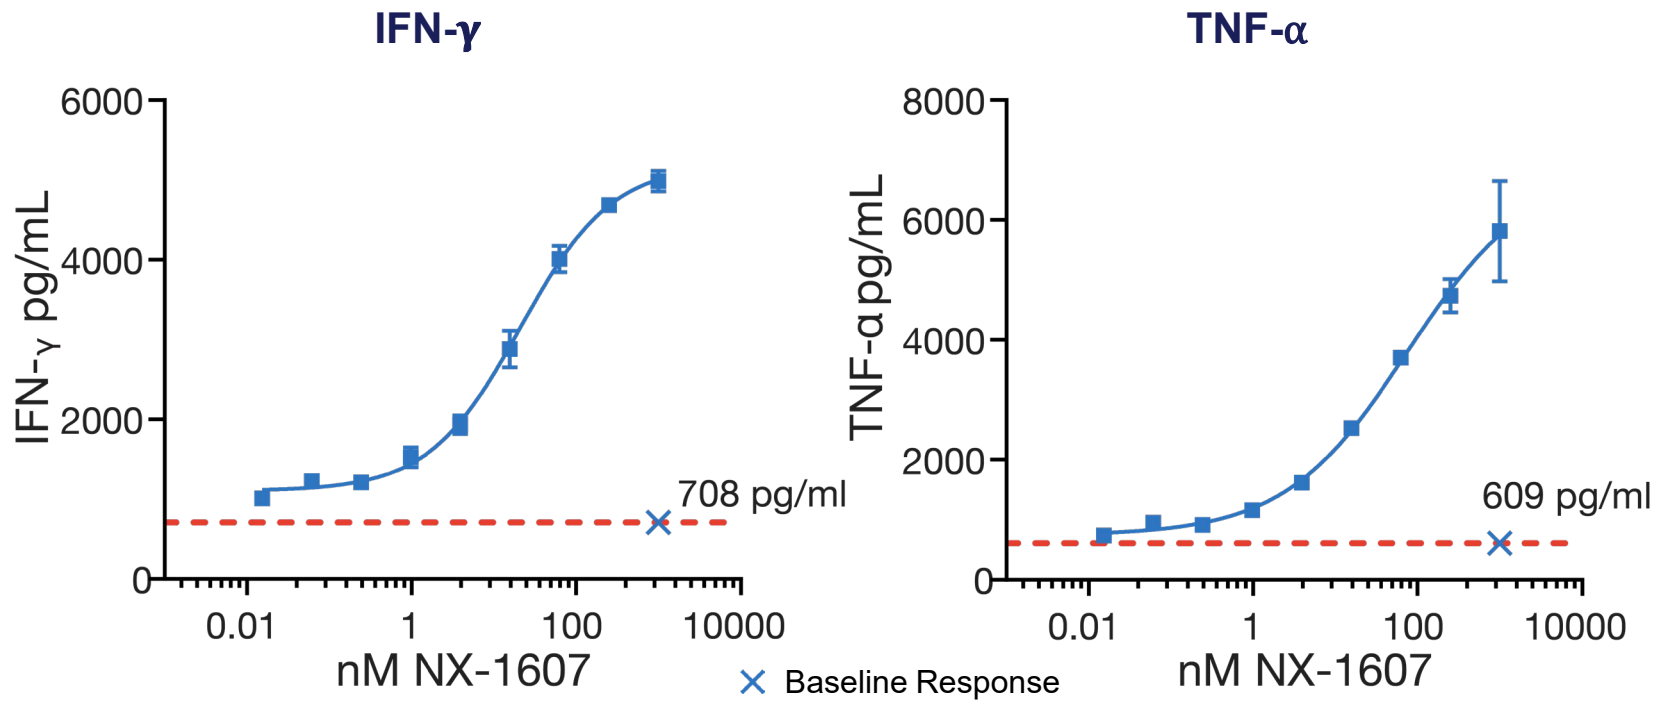 IFN-γ
6000
4000
2000
0
IFN-γ pg/mL
708 pg/ml
0.01 1 100 10000
nM NX-1607
TNF-α
8000
6000
4000
2000
0
TNF-α pg/mL
609 pg/ml
0.01 1 100 10000
nM NX-1607
Baseline Response